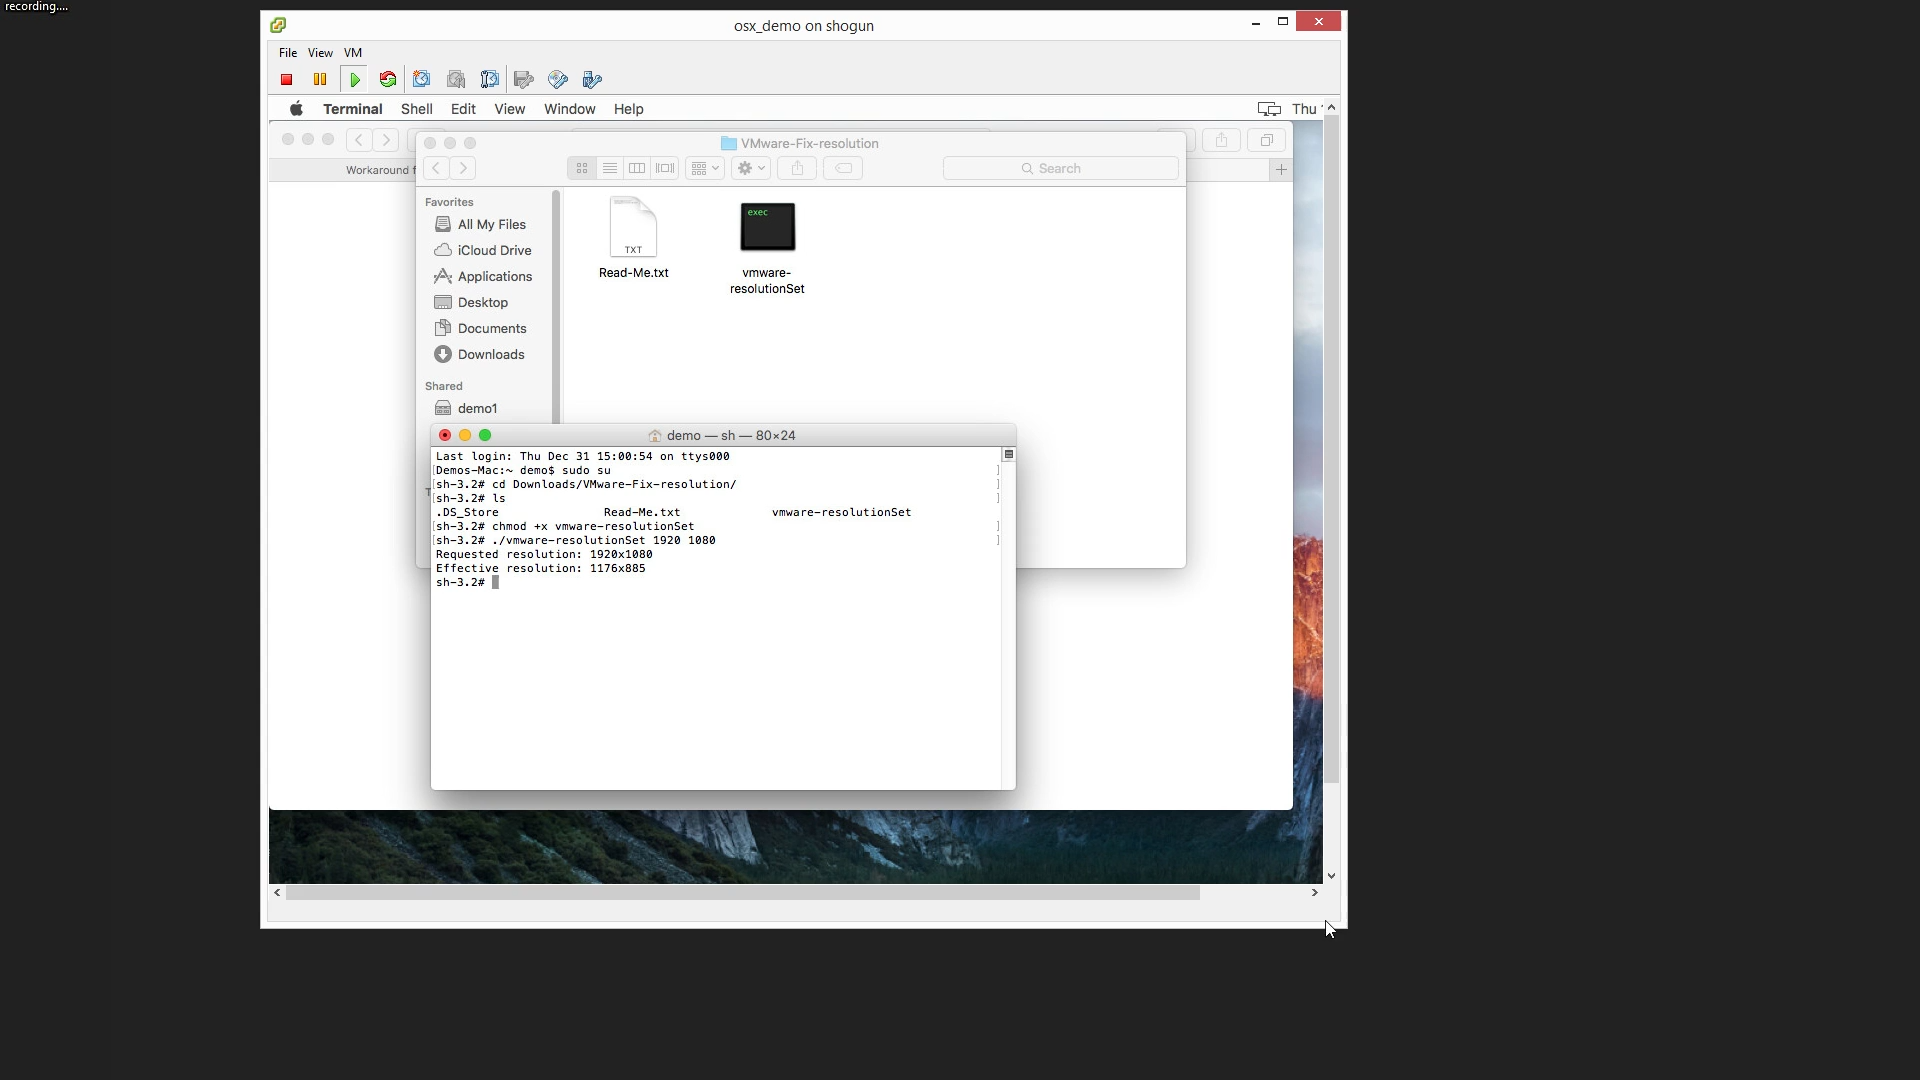 recording....
osx_demo on shogun
File View VM
Terminal Shell Edit View Window Help Thu
VMware-Fix-resolution
Workaround f
Search
Favorites
All My Files
iCloud Drive
Applications
Desktop
Documents
Downloads
Shared
demo1
T
TXT
Read-Me.txt
exec
vmware-
resolutionSet
demo — sh — 80×24
Last login: Thu Dec 31 15:00:54 on ttys000
[Demos-Mac:~ demo$ sudo su ]
[sh-3.2# cd Downloads/VMware-Fix-resolution/ ]
[sh-3.2# ls ]
.DS_Store Read-Me.txt vmware-resolutionSet
[sh-3.2# chmod +x vmware-resolutionSet ]
[sh-3.2# ./vmware-resolutionSet 1920 1080 ]
Requested resolution: 1920x1080
Effective resolution: 1176x885
sh-3.2#